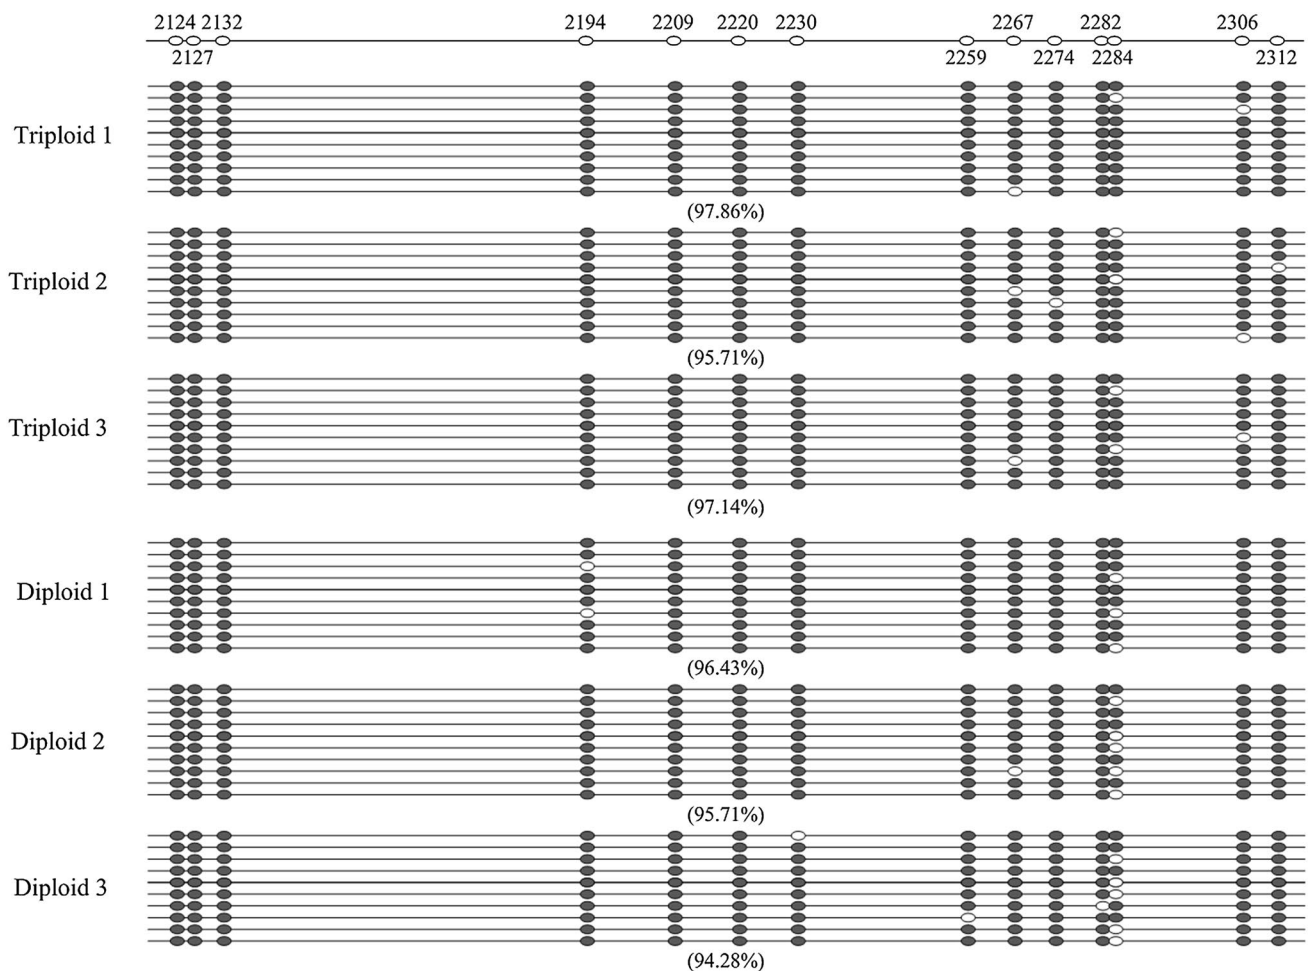 2124 2132 2194 2209 2220 2230 2267 2282 2306
2127 2259 2274 2284 2312
Triploid 1
(97.86%)
Triploid 2
(95.71%)
Triploid 3
(97.14%)
Diploid 1
(96.43%)
Diploid 2
(95.71%)
Diploid 3
(94.28%)